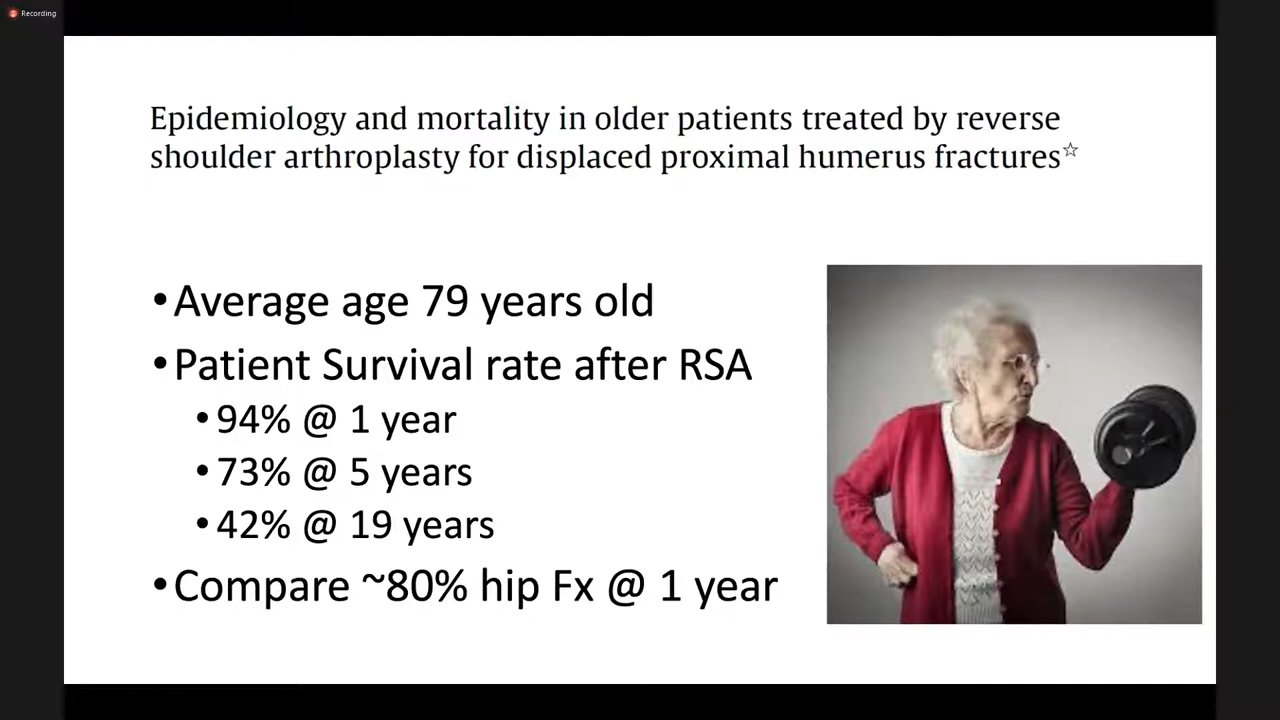 Recording
Epidemiology and mortality in older patients treated by reverse
shoulder arthroplasty for displaced proximal humerus fractures☆
•Average age 79 years old
•Patient Survival rate after RSA
•94% @ 1 year
•73% @ 5 years
•42% @ 19 years
•Compare ~80% hip Fx @ 1 year